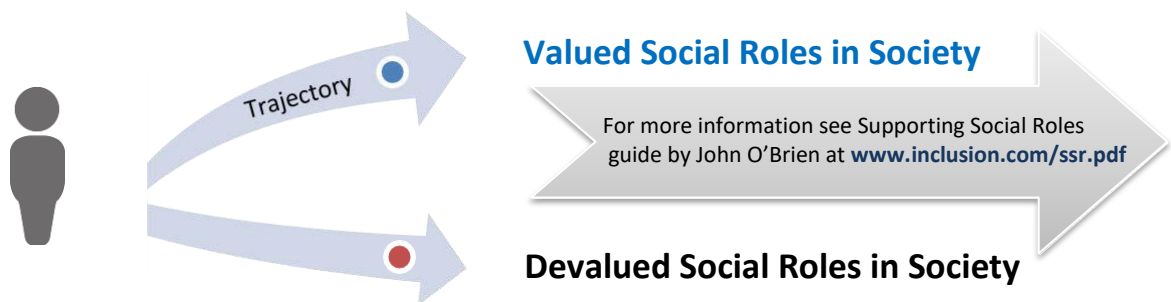 Valued Social Roles in Society
Trajectory
For more information see Supporting Social Roles
guide by John O’Brien at www.inclusion.com/ssr.pdf
Devalued Social Roles in Society